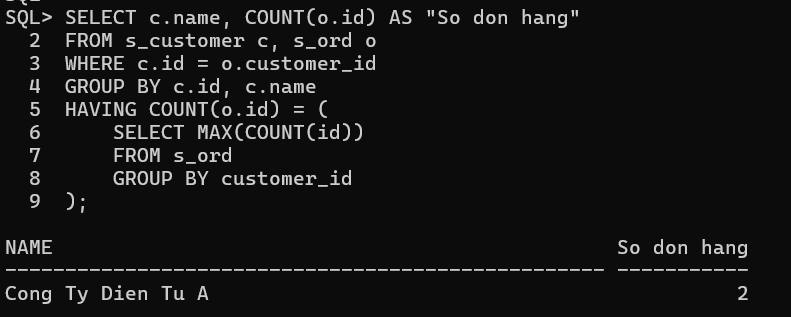 SQL> SELECT c.name, COUNT(o.id) AS "So don hang"
  2  FROM s_customer c, s_ord o
  3  WHERE c.id = o.customer_id
  4  GROUP BY c.id, c.name
  5  HAVING COUNT(o.id) = (
  6      SELECT MAX(COUNT(id))
  7      FROM s_ord
  8      GROUP BY customer_id
  9  );
NAME                                               So don hang
-------------------------------------------------- -----------
Cong Ty Dien Tu A                                            2